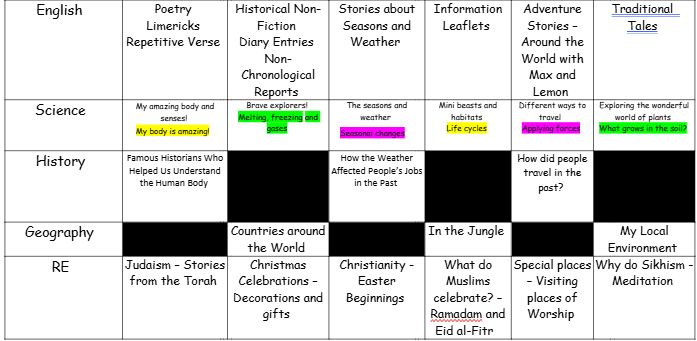 English
Poetry
Limericks
Repetitive Verse
Historical Non-
Fiction
Diary Entries
Non-
Chronological
Reports
Stories about
Seasons and
Weather
Information
Leaflets
Adventure
Stories –
Around the
World with
Max and
Lemon
Traditional
Tales
Science
My amazing body and
senses!
My body is amazing!
Brave explorers!
Melting, freezing and
gases
The seasons and
weather
Seasonal changes
Mini beasts and
habitats
Life cycles
Different ways to
travel
Applying forces
Exploring the wonderful
world of plants
What grows in the soil?
History
Famous Historians Who
Helped Us Understand
the Human Body
How the Weather
Affected People's Jobs
in the Past
How did people
travel in the
past?
Geography
Countries around
the World
In the Jungle
My Local
Environment
RE
Judaism – Stories
from the Torah
Christmas
Celebrations –
Decorations and
gifts
Christianity –
Easter
Beginnings
What do
Muslims
celebrate? –
Ramadam and
Eid al-Fitr
Special places
– Visiting
places of
Worship
Why do Sikhism -
Meditation